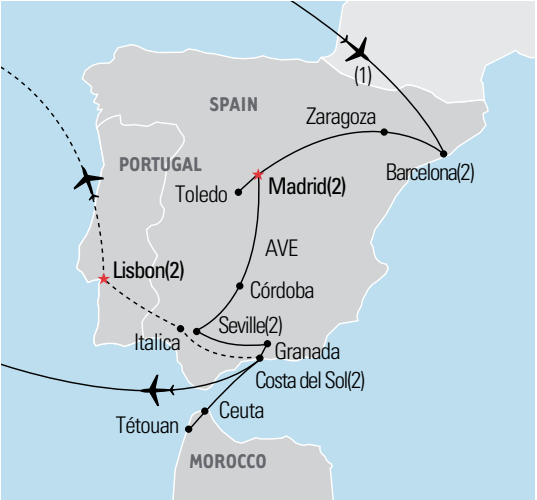 (1)
SPAIN
Zaragoza
PORTUGAL
Barcelona(2)
Toledo
Madrid(2)
AVE
Lisbon(2)
Córdoba
Seville(2)
Italica
Granada
Costa del Sol(2)
Ceuta
Tétouan
MOROCCO